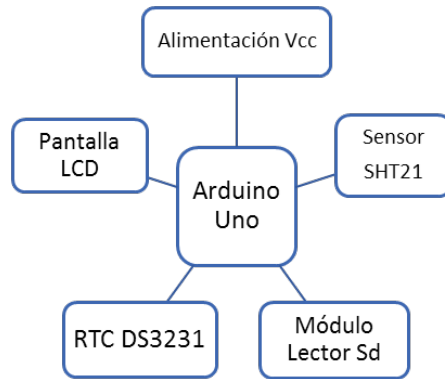 Alimentación Vcc
Pantalla
LCD
Sensor
SHT21
Arduino
Uno
RTC DS3231
Módulo
Lector Sd